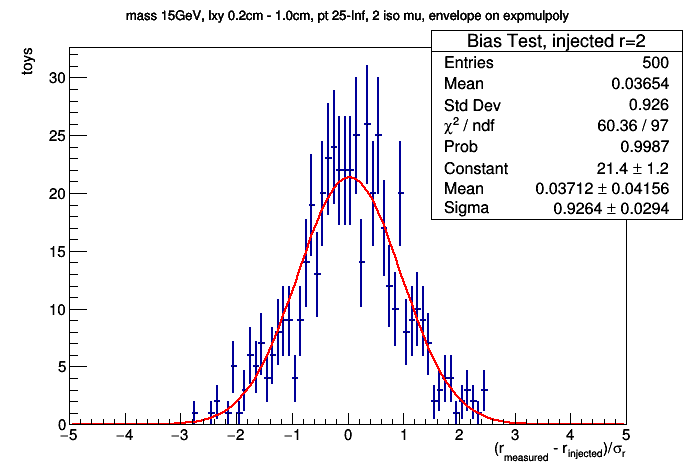 mass 15GeV, lxy 0.2cm - 1.0cm, pt 25-Inf, 2 iso mu, envelope on expmulpoly
Bias Test, injected r=2
Entries 500
Mean 0.03654
Std Dev 0.926
χ² / ndf 60.36 / 97
Prob 0.9987
Constant 21.4 ± 1.2
Mean 0.03712 ± 0.04156
Sigma 0.9264 ± 0.0294
toys
30
25
20
15
10
5
0
−5 −4 −3 −2 −1 0 1 2 3 4 5
(r_measured - r_injected)/σ_r